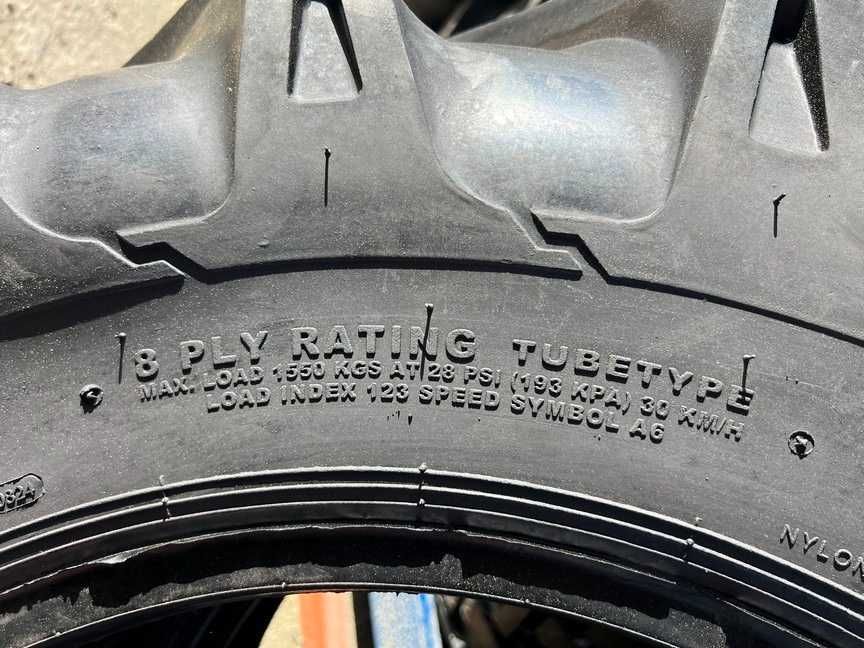 8 PLY RATING TUBETYPE
MAX. LOAD 1550 KGS AT 28 PSI (193 KPA) 30 KM/H
LOAD INDEX 123 SPEED SYMBOL A6
NYLON